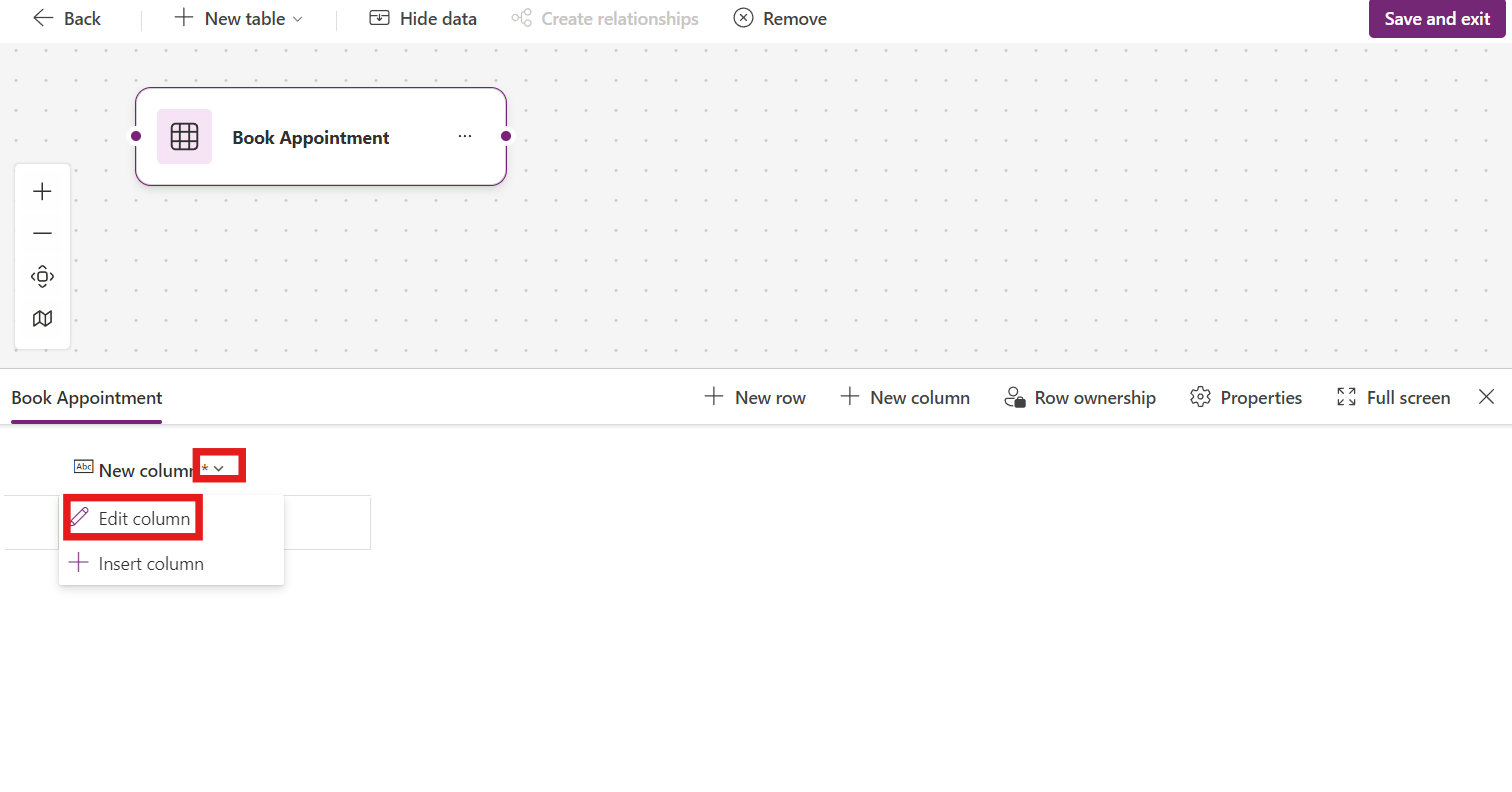 Back New table Hide data Create relationships Remove Save and exit
Book Appointment ...
Book Appointment New row New column Row ownership Properties Full screen
Abc New column *
Edit column
Insert column